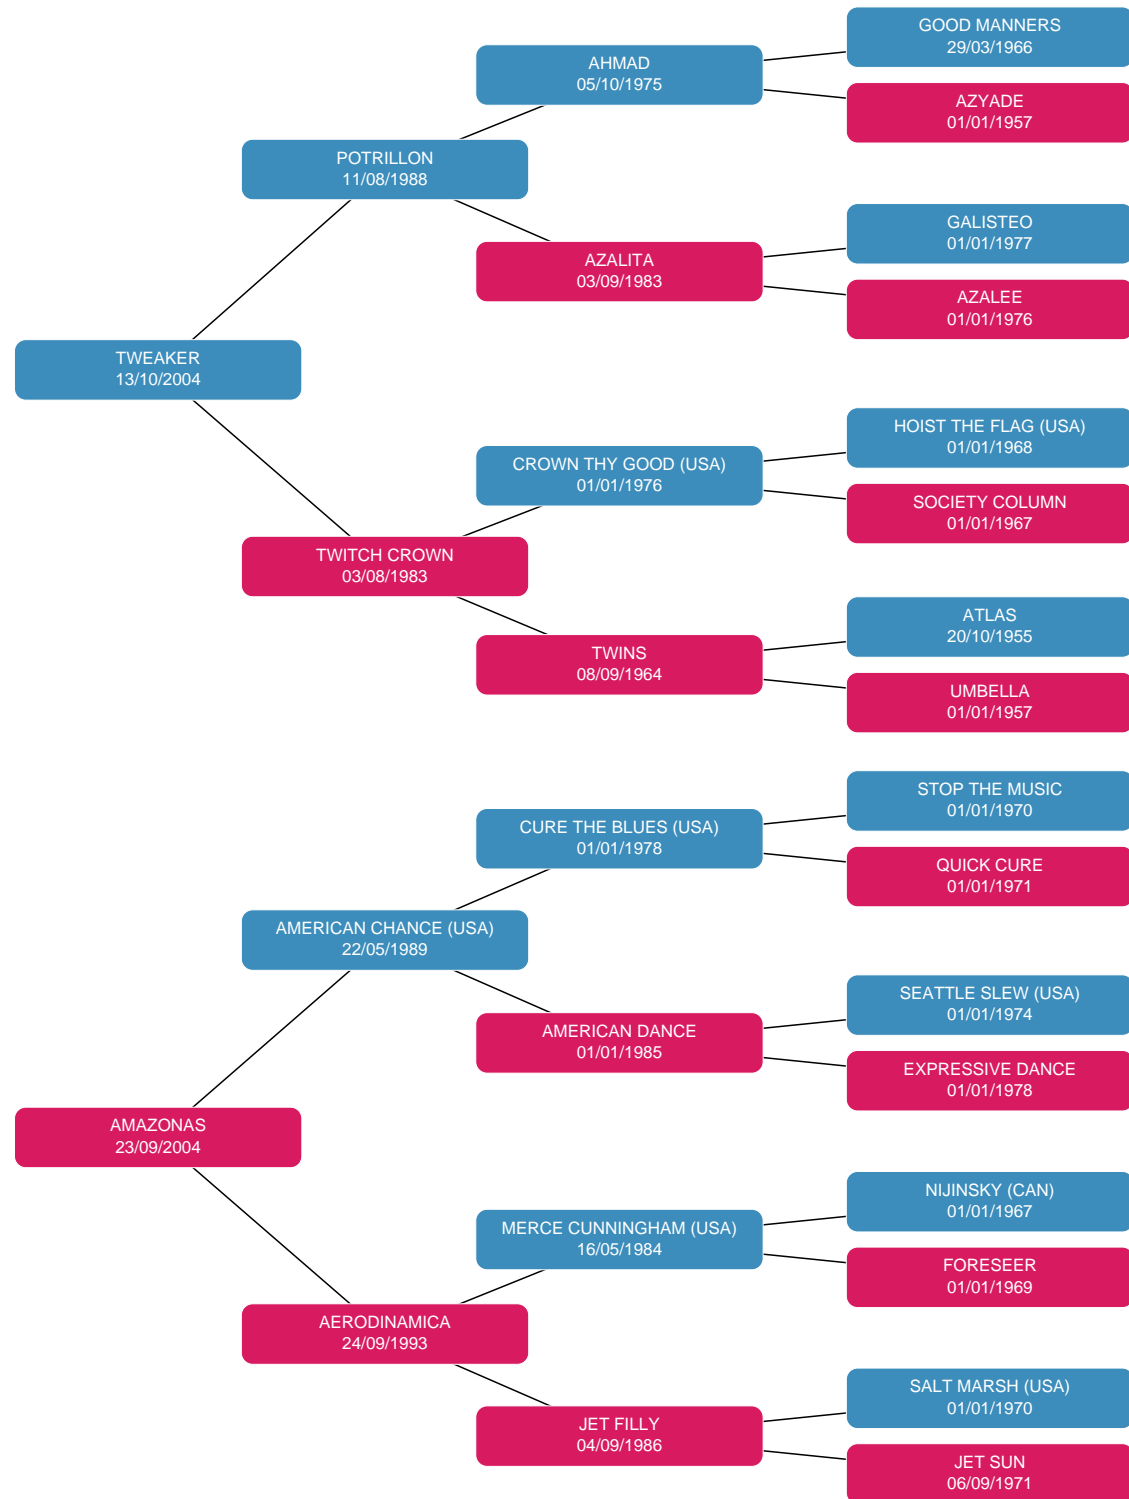 GOOD MANNERS
29/03/1966
AHMAD
05/10/1975
AZYADE
01/01/1957
POTRILLON
11/08/1988
GALISTEO
01/01/1977
AZALITA
03/09/1983
AZALEE
01/01/1976
TWEAKER
13/10/2004
HOIST THE FLAG (USA)
01/01/1968
CROWN THY GOOD (USA)
01/01/1976
SOCIETY COLUMN
01/01/1967
TWITCH CROWN
03/08/1983
ATLAS
20/10/1955
TWINS
08/09/1964
UMBELLA
01/01/1957
STOP THE MUSIC
01/01/1970
CURE THE BLUES (USA)
01/01/1978
QUICK CURE
01/01/1971
AMERICAN CHANCE (USA)
22/05/1989
SEATTLE SLEW (USA)
01/01/1974
AMERICAN DANCE
01/01/1985
EXPRESSIVE DANCE
01/01/1978
AMAZONAS
23/09/2004
NIJINSKY (CAN)
01/01/1967
MERCE CUNNINGHAM (USA)
16/05/1984
FORESEER
01/01/1969
AERODINAMICA
24/09/1993
SALT MARSH (USA)
01/01/1970
JET FILLY
04/09/1986
JET SUN
06/09/1971